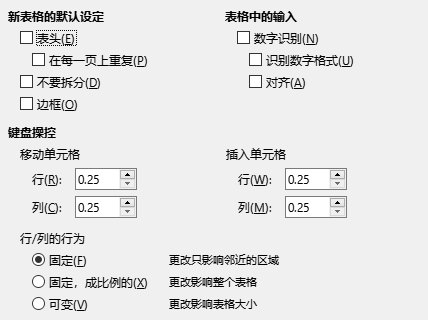 新表格的默认设定
表头(E)
在每一页上重复(P)
不要拆分(D)
边框(O)
表格中的输入
数字识别(N)
识别数字格式(U)
对齐(A)
键盘操控
移动单元格
行(R): 0.25
列(C): 0.25
插入单元格
行(W): 0.25
列(M): 0.25
行/列的行为
固定(F) 更改只影响邻近的区域
固定，成比例的(X) 更改影响整个表格
可变(V) 更改影响表格大小